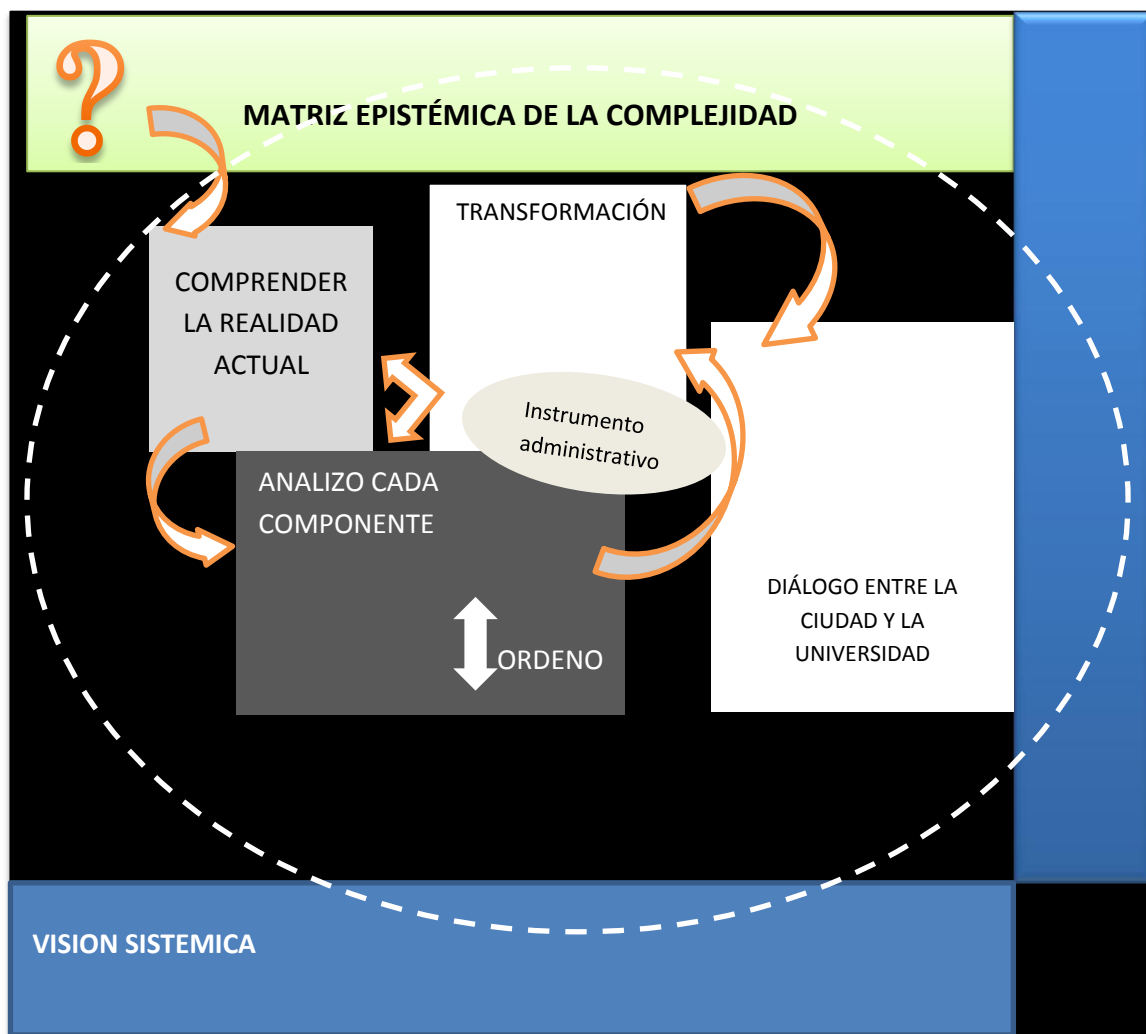 ?
MATRIZ EPISTÉMICA DE LA COMPLEJIDAD
TRANSFORMACIÓN
COMPRENDER
LA REALIDAD
ACTUAL
Instrumento
administrativo
ANALIZO CADA
COMPONENTE
ORDENO
DIÁLOGO ENTRE LA
CIUDAD Y LA
UNIVERSIDAD
VISION SISTEMICA